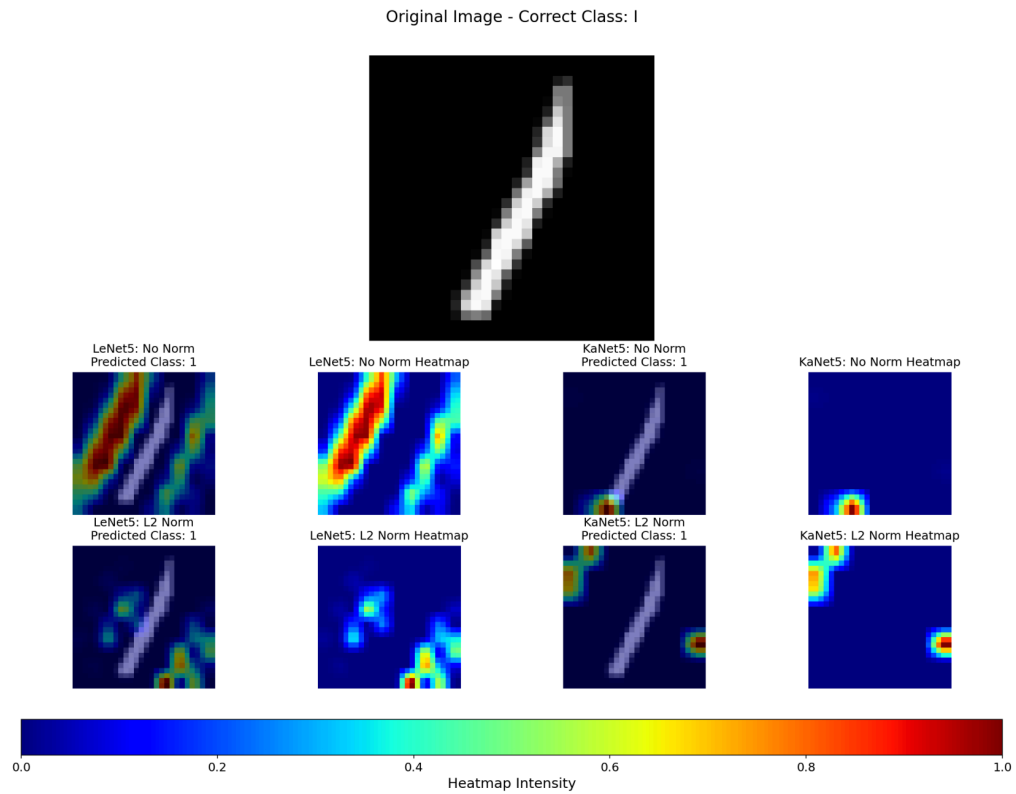 Original Image - Correct Class: I
LeNet5: No Norm
Predicted Class: 1
LeNet5: No Norm Heatmap
KaNet5: No Norm
Predicted Class: 1
KaNet5: No Norm Heatmap
LeNet5: L2 Norm
Predicted Class: 1
LeNet5: L2 Norm Heatmap
KaNet5: L2 Norm
Predicted Class: 1
KaNet5: L2 Norm Heatmap
0.0 0.2 0.4 0.6 0.8 1.0
Heatmap Intensity